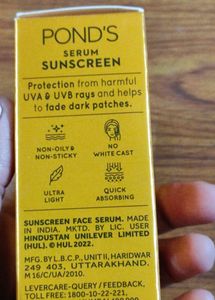 POND'S
SERUM
SUNSCREEN
Protection from harmful
UVA & UVB rays and helps
to fade dark patches.
NON-OILY &
NON-STICKY
NO
WHITE CAST
ULTRA
LIGHT
QUICK
ABSORBING
SUNSCREEN FACE SERUM. MADE
IN INDIA. MKTD. BY LIC. USER
HINDUSTAN UNILEVER LIMITED
(HUL). © HUL 2022.
MFG. BY L.B.C.P., UNIT II, HARIDWAR
249 403, UTTARAKHAND.
M 16/C/UA/2010.
LEVERCARE-QUERY / FEEDBACK,
TOLL FREE: 1800-10-22-221.